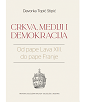 Davorka Topić Stipić
CRKVA, MEDIJI I
DEMOKRACIJA
Od pape Lava XIII.
do pape Franje